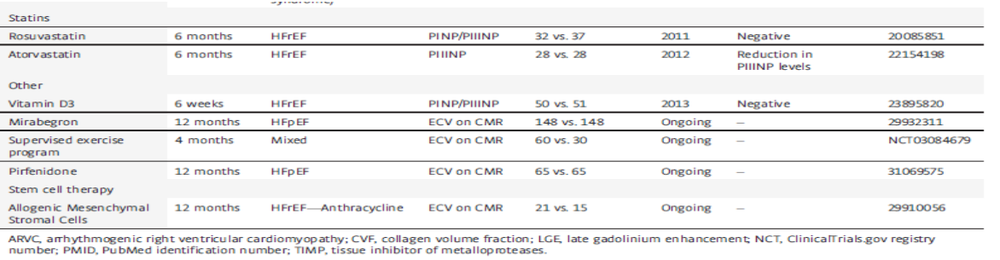 syndrome)
Statins
Rosuvastatin 6 months HFrEF PINP/PIIINP 32 vs. 37 2011 Negative 20085851
Atorvastatin 6 months HFrEF PIIINP 28 vs. 28 2012 Reduction in 22154198
PIIINP levels
Other
Vitamin D3 6 weeks HFrEF PINP/PIIINP 50 vs. 51 2013 Negative 23895820
Mirabegron 12 months HFpEF ECV on CMR 148 vs. 148 Ongoing – 29932311
Supervised exercise 4 months Mixed ECV on CMR 60 vs. 30 Ongoing – NCT03084679
program
Pirfenidone 12 months HFpEF ECV on CMR 65 vs. 65 Ongoing – 31069575
Stem cell therapy
Allogenic Mesenchymal 12 months HFrEF—Anthracycline ECV on CMR 21 vs. 15 Ongoing – 29910056
Stromal Cells
ARVC, arrhythmogenic right ventricular cardiomyopathy; CVF, collagen volume fraction; LGE, late gadolinium enhancement; NCT, ClinicalTrials.gov registry
number; PMID, PubMed identification number; TIMP, tissue inhibitor of metalloproteases.